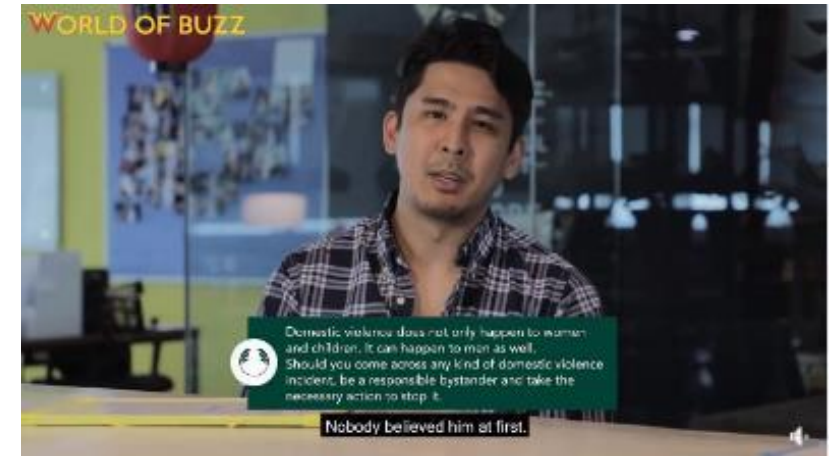 WORLD OF BUZZ
Domestic violence does not only happen to women
and children. It can happen to men as well.
Should you come across any kind of domestic violence
incident, be a responsible bystander and take the
necessary action to stop it.
Nobody believed him at first.